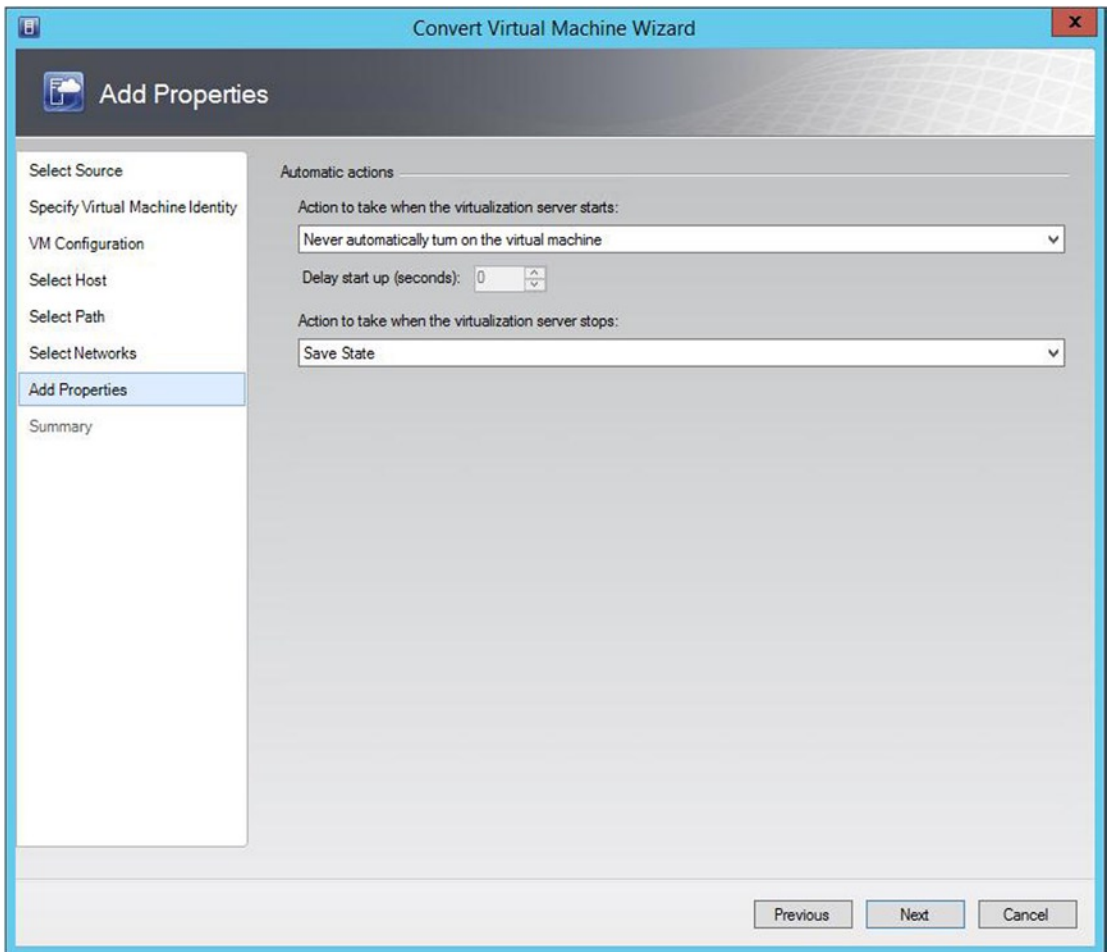 Convert Virtual Machine Wizard
x
Add Properties
Select Source
Specify Virtual Machine Identity
VM Configuration
Select Host
Select Path
Select Networks
Add Properties
Summary
Automatic actions
Action to take when the virtualization server starts:
Never automatically turn on the virtual machine
Delay start up (seconds): 0
Action to take when the virtualization server stops:
Save State
Previous Next Cancel